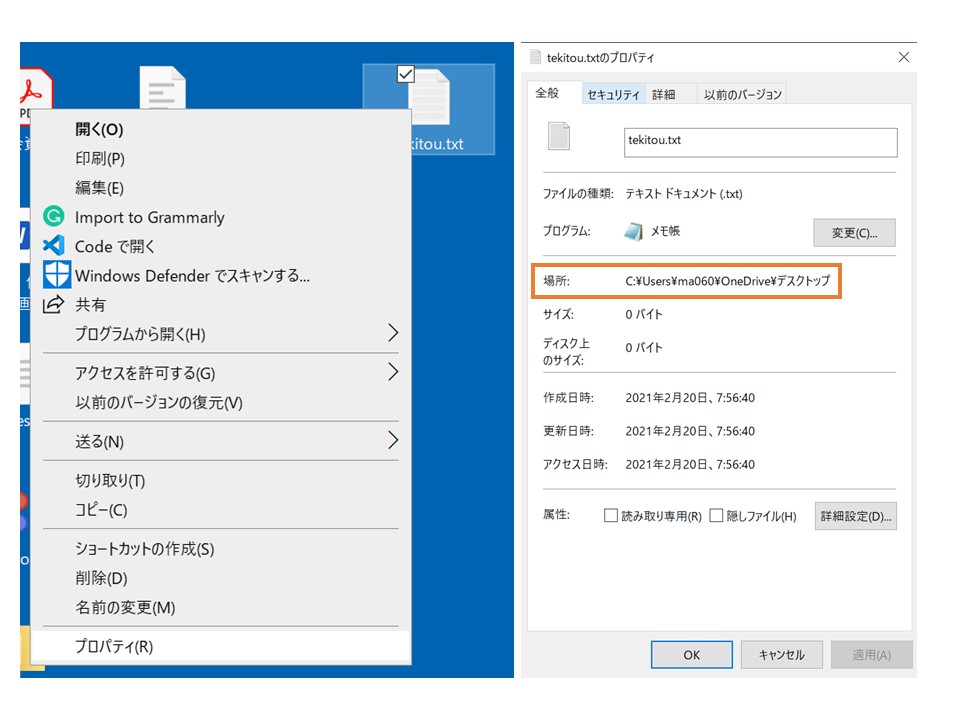 開く(O)
印刷(P)
編集(E)
Import to Grammarly
Code で開く
Windows Defender でスキャンする...
共有
プログラムから開く(H)
アクセスを許可する(G)
以前のバージョンの復元(V)
送る(N)
切り取り(T)
コピー(C)
ショートカットの作成(S)
削除(D)
名前の変更(M)
プロパティ(R)
kitou.txt
tekitou.txtのプロパティ
全般 セキュリティ 詳細 以前のバージョン
tekitou.txt
ファイルの種類: テキスト ドキュメント (.txt)
プログラム: メモ帳 変更(C)...
場所: C:¥Users¥ma060¥OneDrive¥デスクトップ
サイズ: 0 バイト
ディスク上
のサイズ: 0 バイト
作成日時: 2021年2月20日、7:56:40
更新日時: 2021年2月20日、7:56:40
アクセス日時: 2021年2月20日、7:56:40
属性: 読み取り専用(R) 隠しファイル(H) 詳細設定(D)...
OK キャンセル 適用(A)